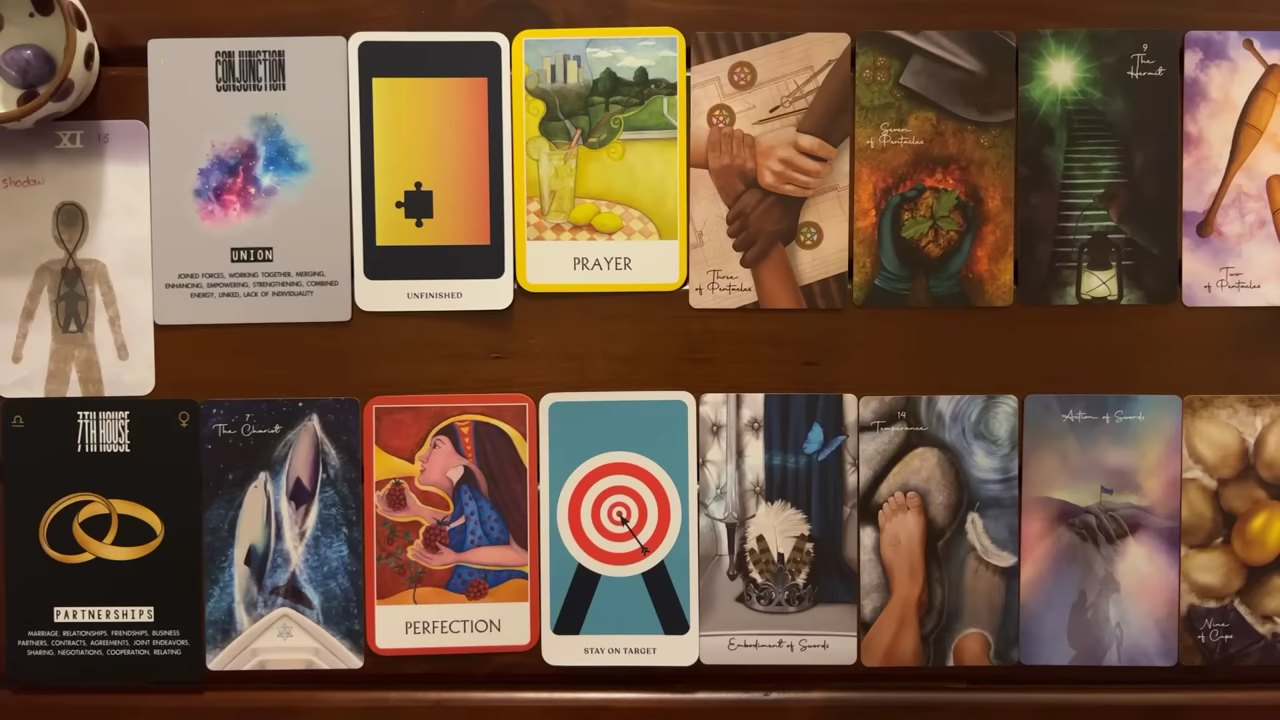 XI 15
shadow
CONJUNCTION
UNION
JOINED FORCES, WORKING TOGETHER, MERGING,
ENHANCING, EMPOWERING, STRENGTHENING, COMBINED
ENERGY, LINKED, LACK OF INDIVIDUALITY
UNFINISHED
PRAYER
Three
of Pentacles
Seven
of Pentacles
9
The
Hermit
Two
of Pentacles
♎ ♀
7TH HOUSE
PARTNERSHIPS
MARRIAGE, RELATIONSHIPS, FRIENDSHIPS, BUSINESS
PARTNERS, CONTRACTS, AGREEMENTS, JOINT ENDEAVORS,
SHARING, NEGOTIATIONS, COOPERATION, RELATING
7
The Chariot
PERFECTION
STAY ON TARGET
Embodiment of Swords
14
Temperance
Action of Swords
Nine
of Cups